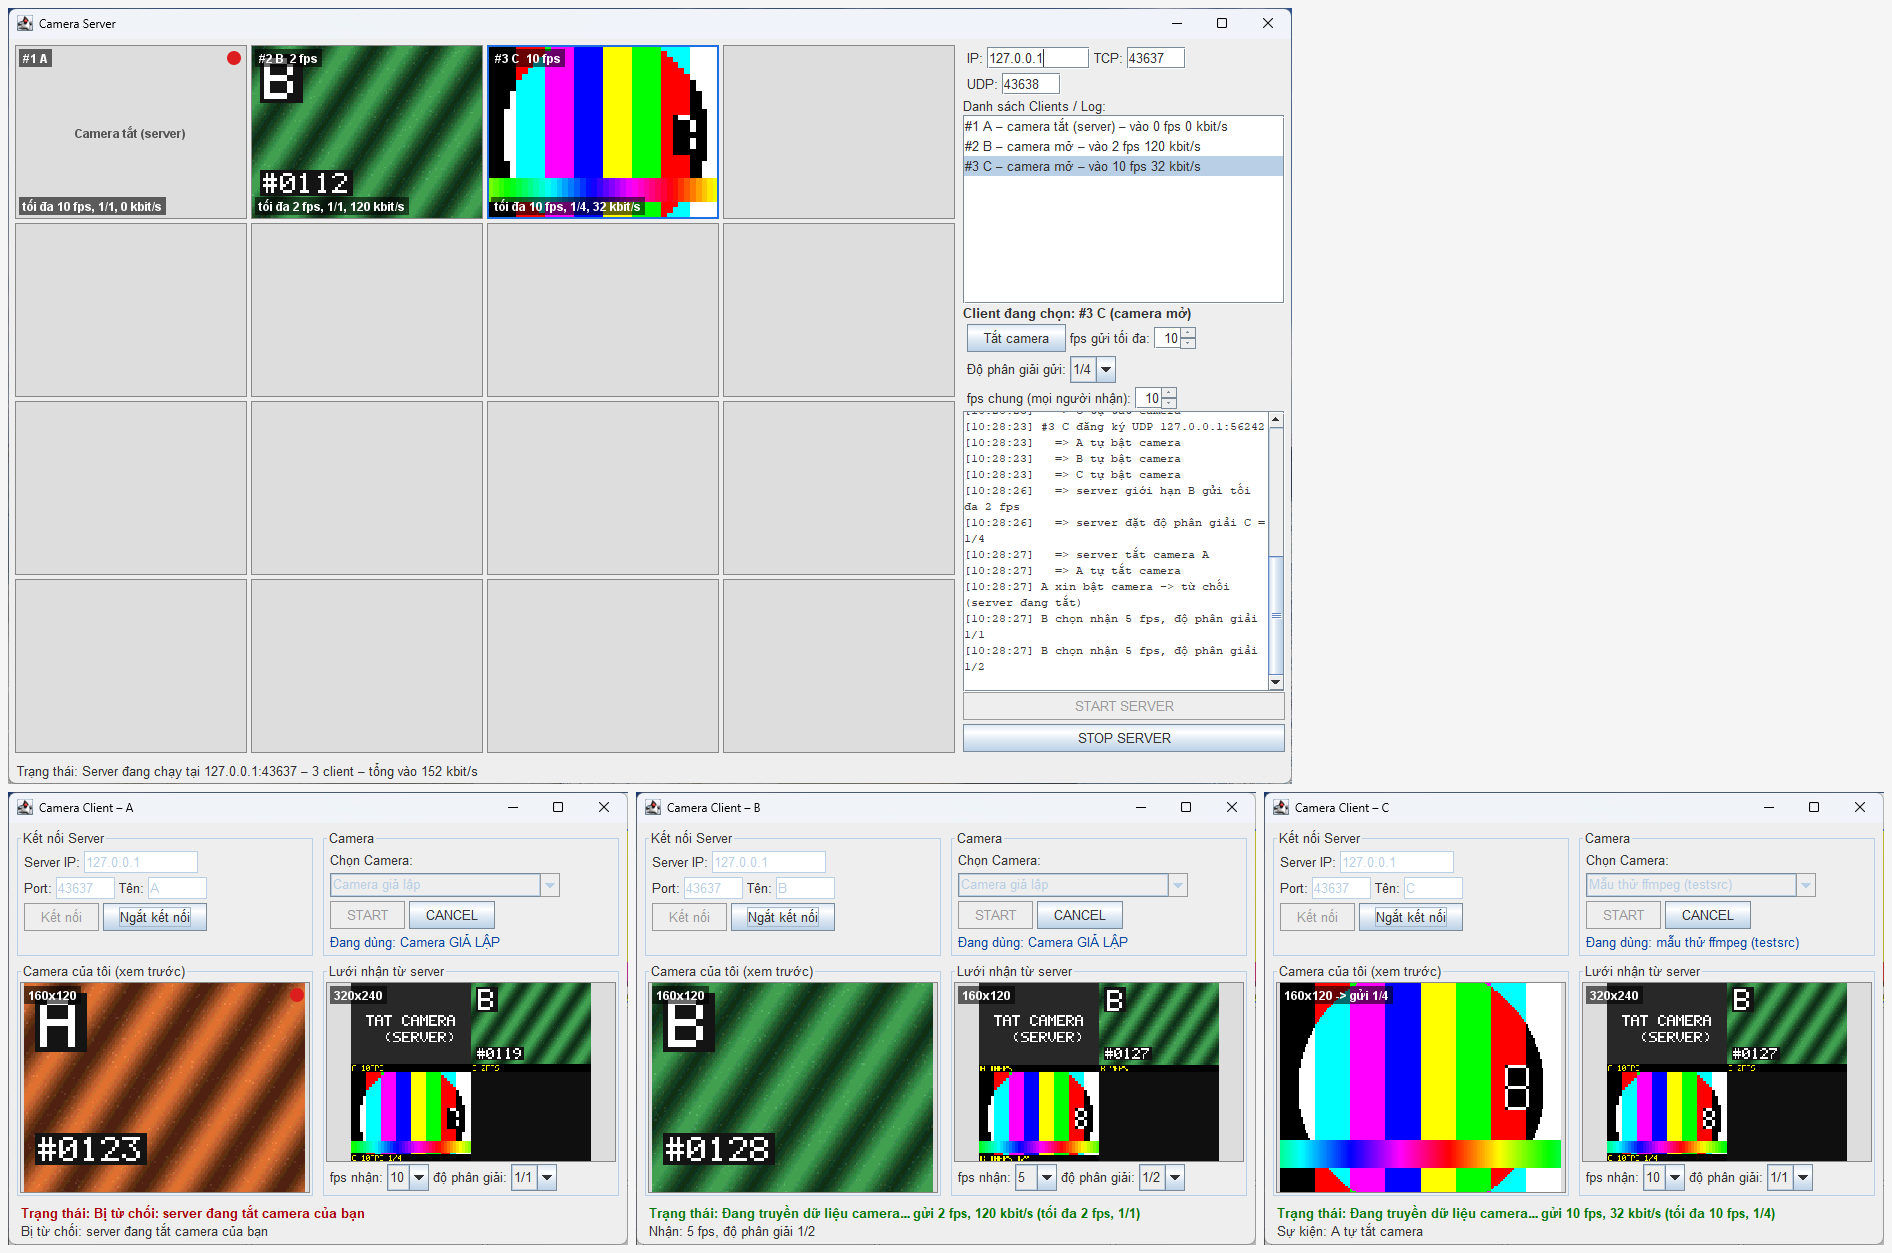 Camera Server
#1 A
Camera tắt (server)
tối đa 10 fps, 1/1, 0 kbit/s
#2 B 2 fps
B
#0112
tối đa 2 fps, 1/1, 120 kbit/s
#3 C 10 fps
tối đa 10 fps, 1/4, 32 kbit/s
IP: 127.0.0.1 TCP: 43637
UDP: 43638
Danh sách Clients / Log:
#1 A – camera tắt (server) – vào 0 fps 0 kbit/s
#2 B – camera mở – vào 2 fps 120 kbit/s
#3 C – camera mở – vào 10 fps 32 kbit/s
Client đang chọn: #3 C (camera mở)
Tắt camera fps gửi tối đa: 10
Độ phân giải gửi: 1/4
fps chung (mọi người nhận): 10
[10:28:23] #3 C đăng ký UDP 127.0.0.1:56242
[10:28:23] => A tự bật camera
[10:28:23] => B tự bật camera
[10:28:23] => C tự bật camera
[10:28:26] => server giới hạn B gửi tối
đa 2 fps
[10:28:26] => server đặt độ phân giải C =
1/4
[10:28:27] => server tắt camera A
[10:28:27] => A tự tắt camera
[10:28:27] A xin bật camera -> từ chối
(server đang tắt)
[10:28:27] B chọn nhận 5 fps, độ phân giải
1/1
[10:28:27] B chọn nhận 5 fps, độ phân giải
1/2
START SERVER
STOP SERVER
Trạng thái: Server đang chạy tại 127.0.0.1:43637 – 3 client – tổng vào 152 kbit/s
Camera Client – A
Kết nối Server
Server IP: 127.0.0.1
Port: 43637 Tên: A
Kết nối Ngắt kết nối
Camera
Chọn Camera:
Camera giả lập
START CANCEL
Đang dùng: Camera GIẢ LẬP
Camera của tôi (xem trước)
160x120
A
#0123
Lưới nhận từ server
320x240
TAT CAMERA
(SERVER)
B
#0119
fps nhận: 10 độ phân giải: 1/1
Trạng thái: Bị từ chối: server đang tắt camera của bạn
Bị từ chối: server đang tắt camera của bạn
Camera Client – B
Kết nối Server
Server IP: 127.0.0.1
Port: 43637 Tên: B
Kết nối Ngắt kết nối
Camera
Chọn Camera:
Camera giả lập
START CANCEL
Đang dùng: Camera GIẢ LẬP
Camera của tôi (xem trước)
160x120
B
#0128
Lưới nhận từ server
160x120
TAT CAMERA
(SERVER)
B
#0127
8
fps nhận: 5 độ phân giải: 1/2
Trạng thái: Đang truyền dữ liệu camera... gửi 2 fps, 120 kbit/s (tối đa 2 fps, 1/1)
Nhận: 5 fps, độ phân giải 1/2
Camera Client – C
Kết nối Server
Server IP: 127.0.0.1
Port: 43637 Tên: C
Kết nối Ngắt kết nối
Camera
Chọn Camera:
Mẫu thử ffmpeg (testsrc)
START CANCEL
Đang dùng: mẫu thử ffmpeg (testsrc)
Camera của tôi (xem trước)
160x120 -> gửi 1/4
8
Lưới nhận từ server
320x240
TAT CAMERA
(SERVER)
B
#0127
8
fps nhận: 10 độ phân giải: 1/1
Trạng thái: Đang truyền dữ liệu camera... gửi 10 fps, 32 kbit/s (tối đa 10 fps, 1/4)
Sự kiện: A tự tắt camera